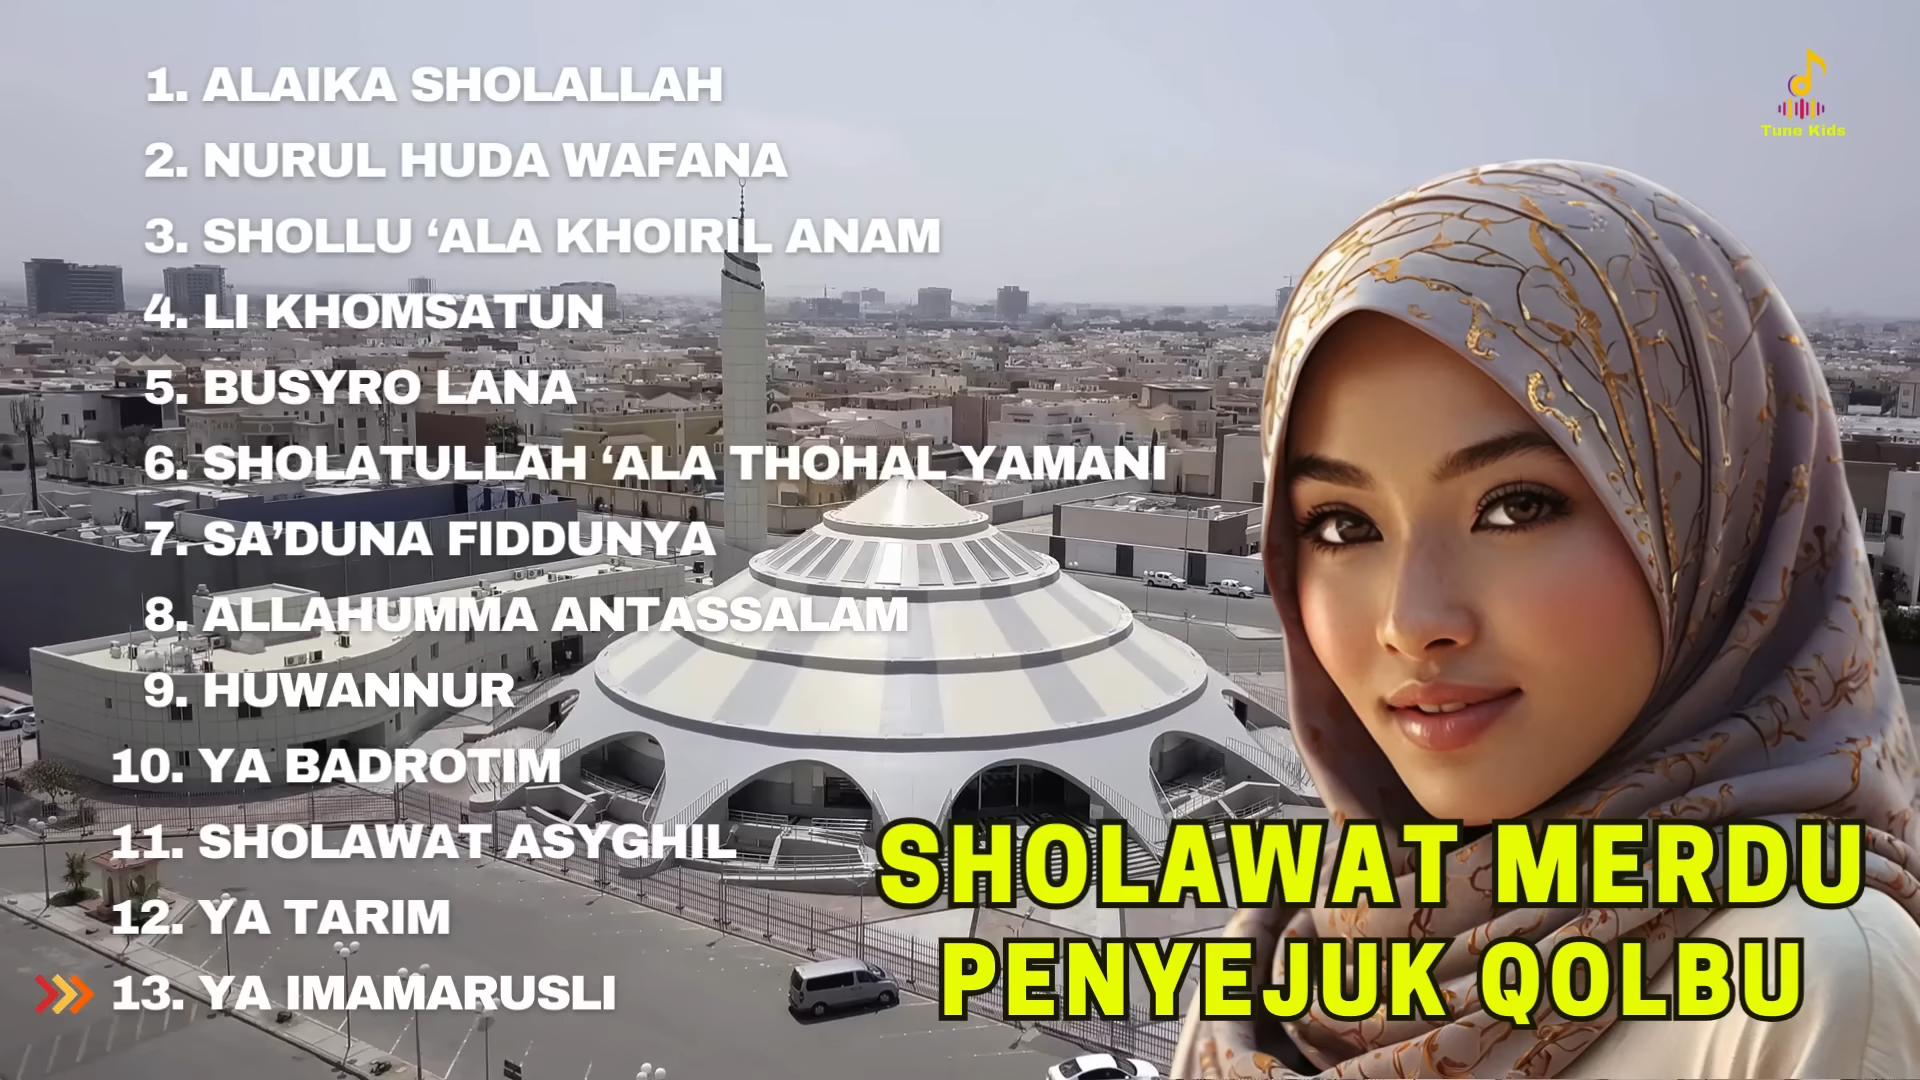 1. ALAIKA SHOLALLAH
2. NURUL HUDA WAFANA
3. SHOLLU ‘ALA KHOIRIL ANAM
4. LI KHOMSATUN
5. BUSYRO LANA
6. SHOLATULLAH ‘ALA THOHAL YAMANI
7. SA’DUNA FIDDUNYA
8. ALLAHUMMA ANTASSALAM
9. HUWANNUR
10. YA BADROTIM
11. SHOLAWAT ASYGHIL
12. YA TARIM
13. YA IMAMARUSLI
Tune Kids
SHOLAWAT MERDU
PENYEJUK QOLBU